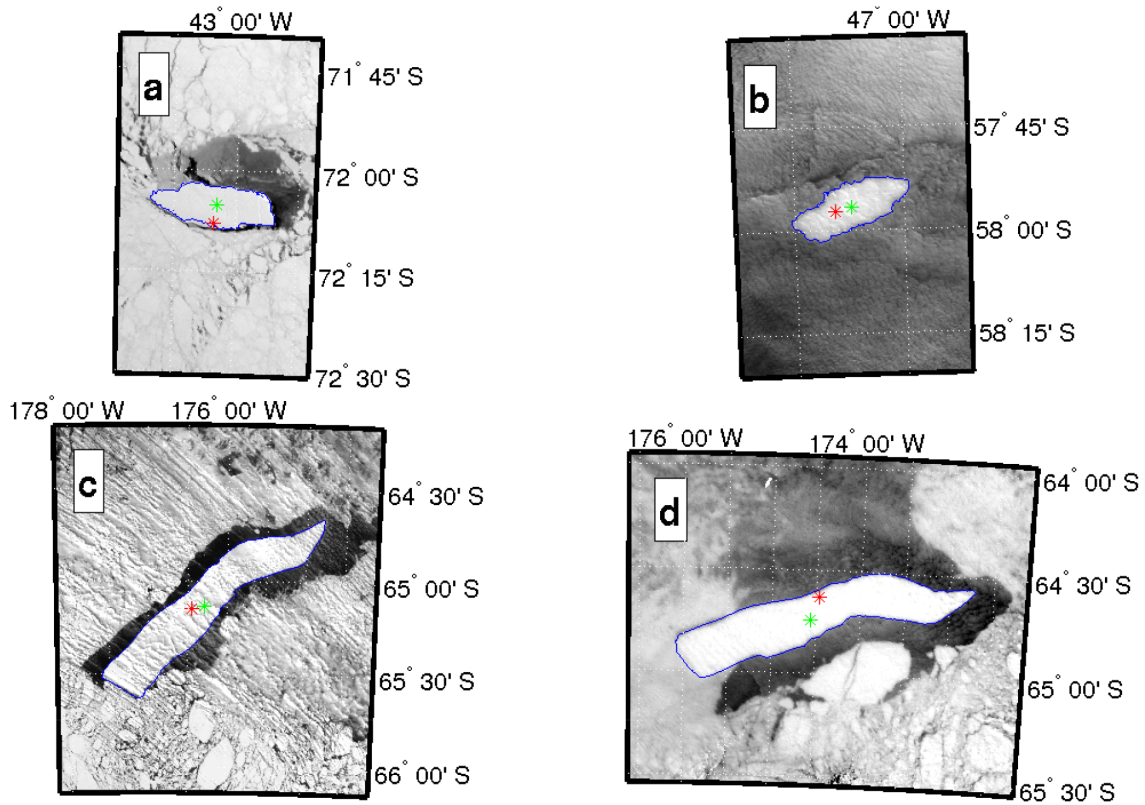 43° 00' W
a
71° 45' S
72° 00' S
72° 15' S
72° 30' S
47° 00' W
b
57° 45' S
58° 00' S
58° 15' S
178° 00' W
176° 00' W
c
64° 30' S
65° 00' S
65° 30' S
66° 00' S
176° 00' W
174° 00' W
d
64° 00' S
64° 30' S
65° 00' S
65° 30' S